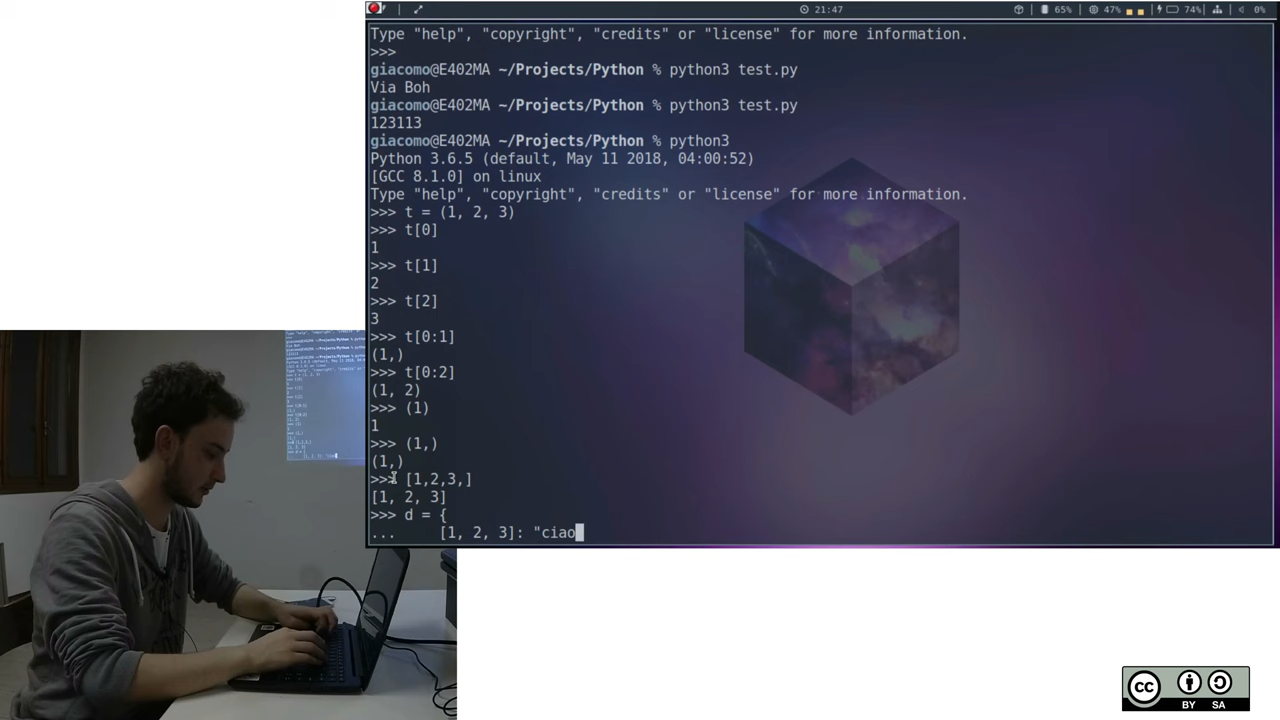 21:47 65% 47% 74% 0%
Type "help", "copyright", "credits" or "license" for more information.
>>>
giacomo@E402MA ~/Projects/Python % python3 test.py
Via Boh
giacomo@E402MA ~/Projects/Python % python3 test.py
123113
giacomo@E402MA ~/Projects/Python % python3
Python 3.6.5 (default, May 11 2018, 04:00:52)
[GCC 8.1.0] on linux
Type "help", "copyright", "credits" or "license" for more information.
>>> t = (1, 2, 3)
>>> t[0]
1
>>> t[1]
2
>>> t[2]
3
>>> t[0:1]
(1,)
>>> t[0:2]
(1, 2)
>>> (1)
1
>>> (1,)
(1,)
>>> [1,2,3,]
[1, 2, 3]
>>> d = {
...     [1, 2, 3]: "ciao
cc BY SA